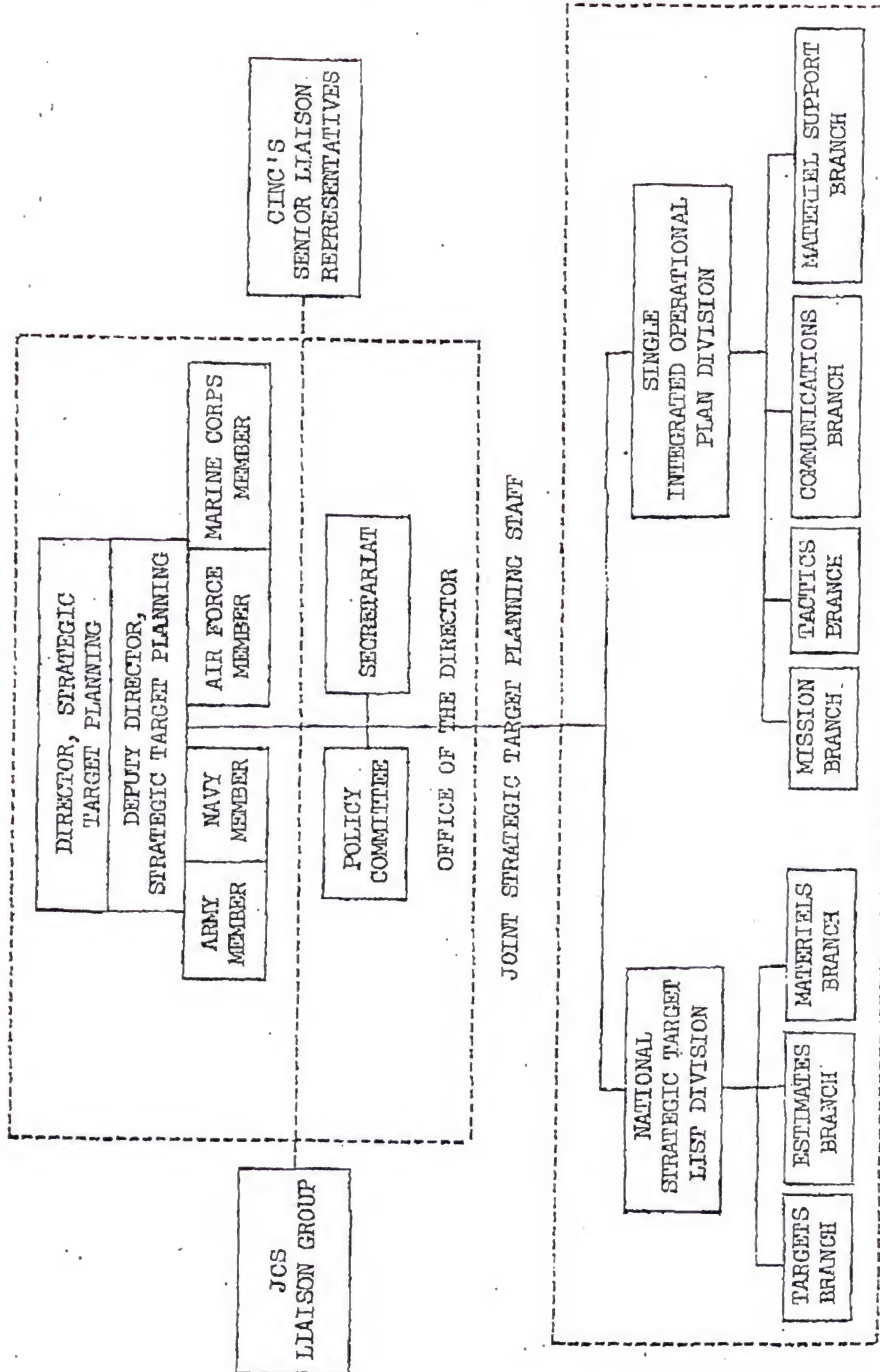 DIRECTOR, STRATEGIC
TARGET PLANNING
DEPUTY DIRECTOR,
STRATEGIC TARGET PLANNING
ARMY
MEMBER
NAVY
MEMBER
AIR FORCE
MEMBER
MARINE CORPS
MEMBER
JCS
LIAISON GROUP
CINC'S
SENIOR LIAISON
REPRESENTATIVES
POLICY
COMMITTEE
SECRETARIAT
OFFICE OF THE DIRECTOR
JOINT STRATEGIC TARGET PLANNING STAFF
NATIONAL
STRATEGIC TARGET
LIST DIVISION
SINGLE
INTEGRATED OPERATIONAL
PLAN DIVISION
TARGETS
BRANCH
ESTIMATES
BRANCH
MATERIELS
BRANCH
MISSION
BRANCH
TACTICS
BRANCH
COMMUNICATIONS
BRANCH
MATERIEL SUPPORT
BRANCH